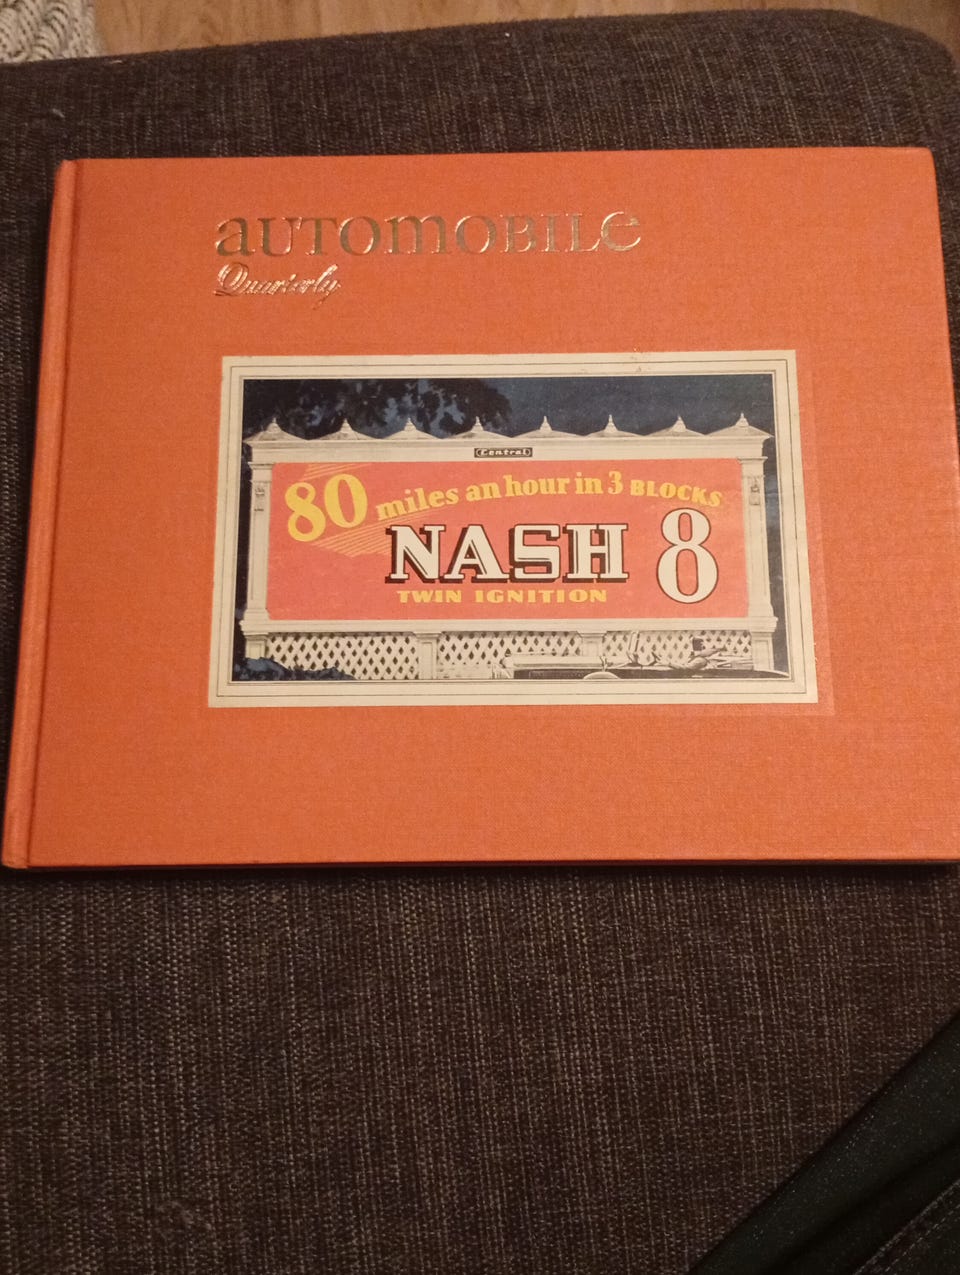 automobile
Quarterly
Central
80 miles an hour in 3 BLOCKS
NASH 8
TWIN IGNITION